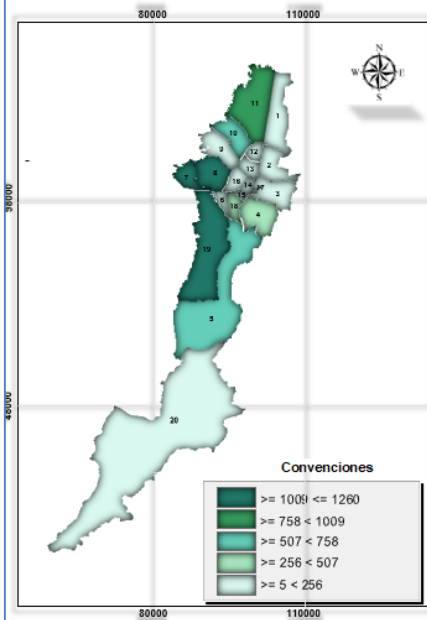 80000 110000
N
W E
S
11
1
10
9
12
2
13
7
8
16
14
17
3
15
6
18
4
98000
19
5
48000
20
Convenciones
>= 1009 <= 1260
>= 758 < 1009
>= 507 < 758
>= 256 < 507
>= 5 < 256
80000 110000